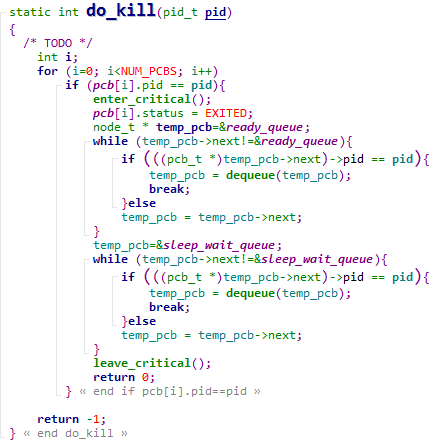 static int do_kill(pid_t pid)
{
  /* TODO */
    int i;
    for (i=0; i<NUM_PCBS; i++)
        if (pcb[i].pid == pid){
            enter_critical();
            pcb[i].status = EXITED;
            node_t * temp_pcb=&ready_queue;
            while (temp_pcb->next!=&ready_queue){
                if (((pcb_t *)temp_pcb->next)->pid == pid){
                    temp_pcb = dequeue(temp_pcb);
                    break;
                }else
                temp_pcb = temp_pcb->next;
            }
            temp_pcb=&sleep_wait_queue;
            while (temp_pcb->next!=&sleep_wait_queue){
                if (((pcb_t *)temp_pcb->next)->pid == pid){
                    temp_pcb = dequeue(temp_pcb);
                    break;
                }else
                temp_pcb = temp_pcb->next;
            }
            leave_critical();
            return 0;
        } « end if pcb[i].pid==pid »

    return -1;
} « end do_kill »